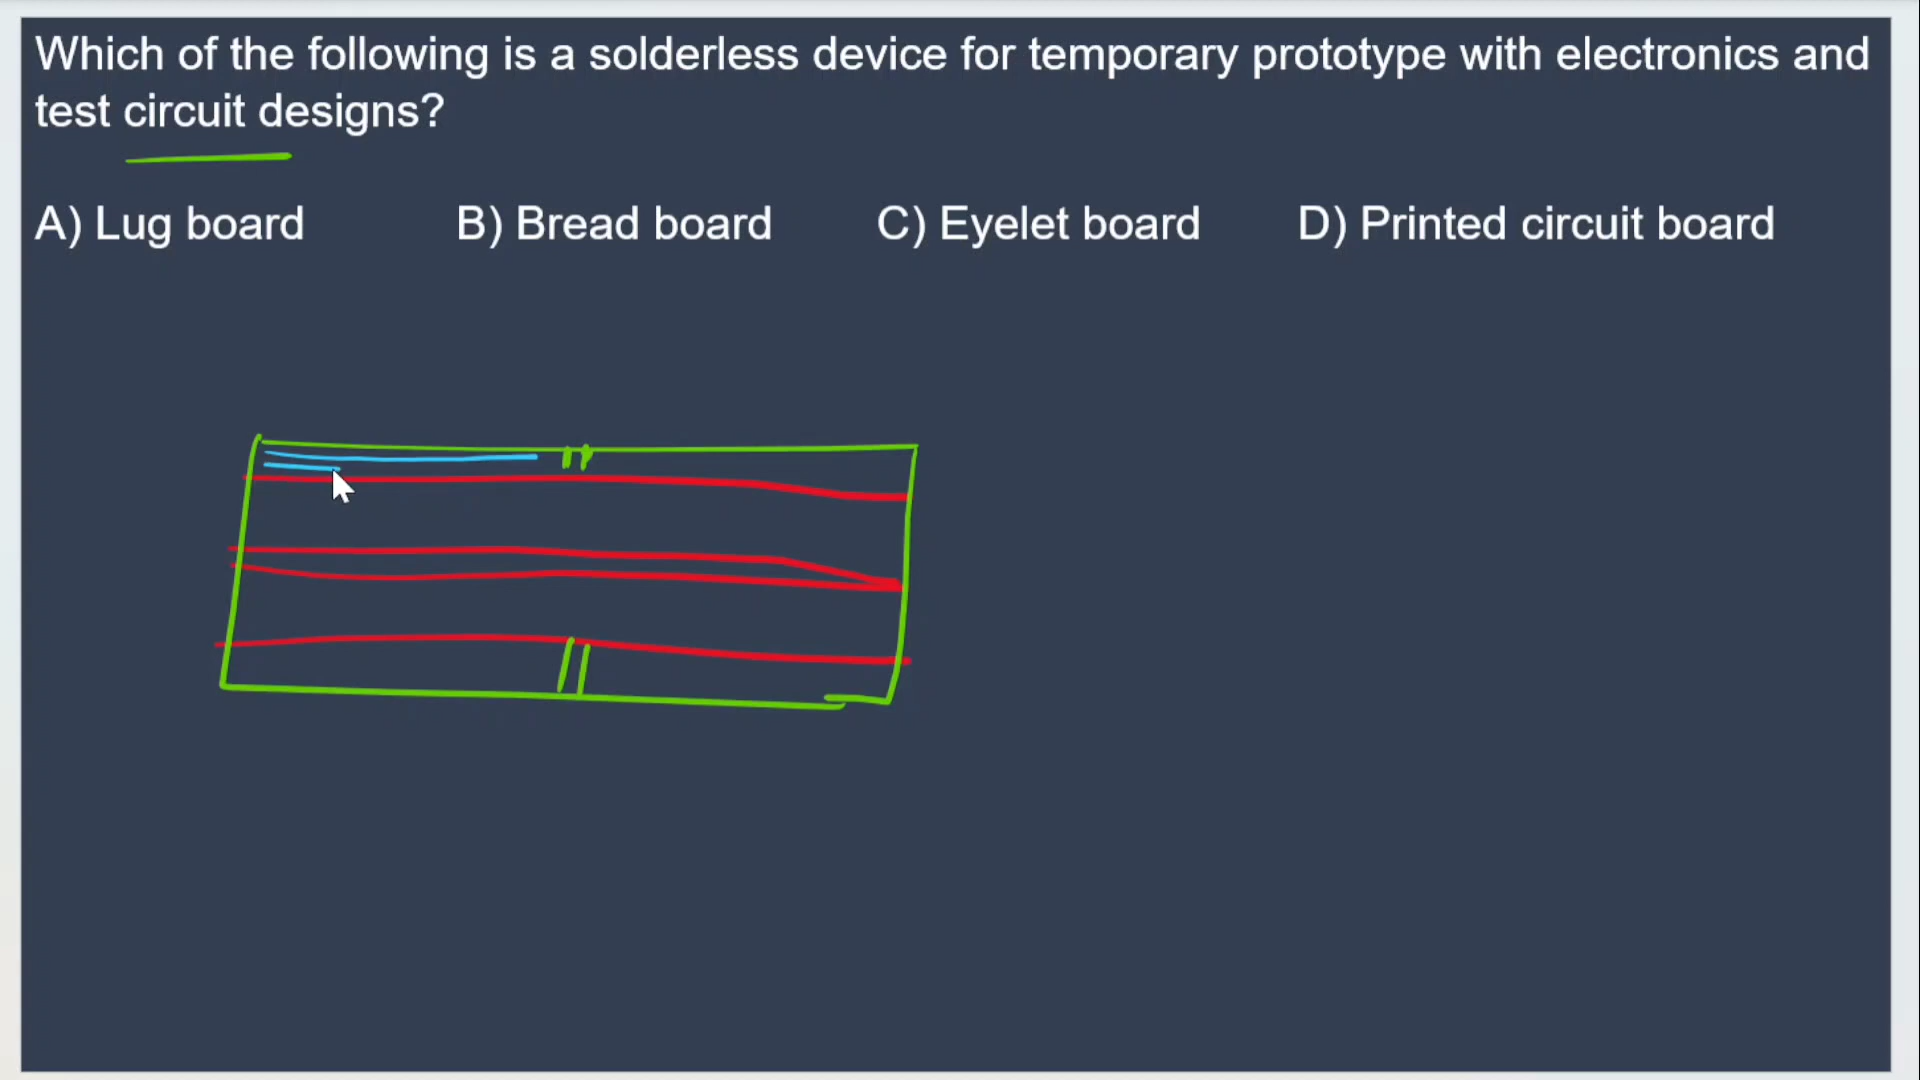 Which of the following is a solderless device for temporary prototype with electronics and
test circuit designs?
A) Lug board B) Bread board C) Eyelet board D) Printed circuit board